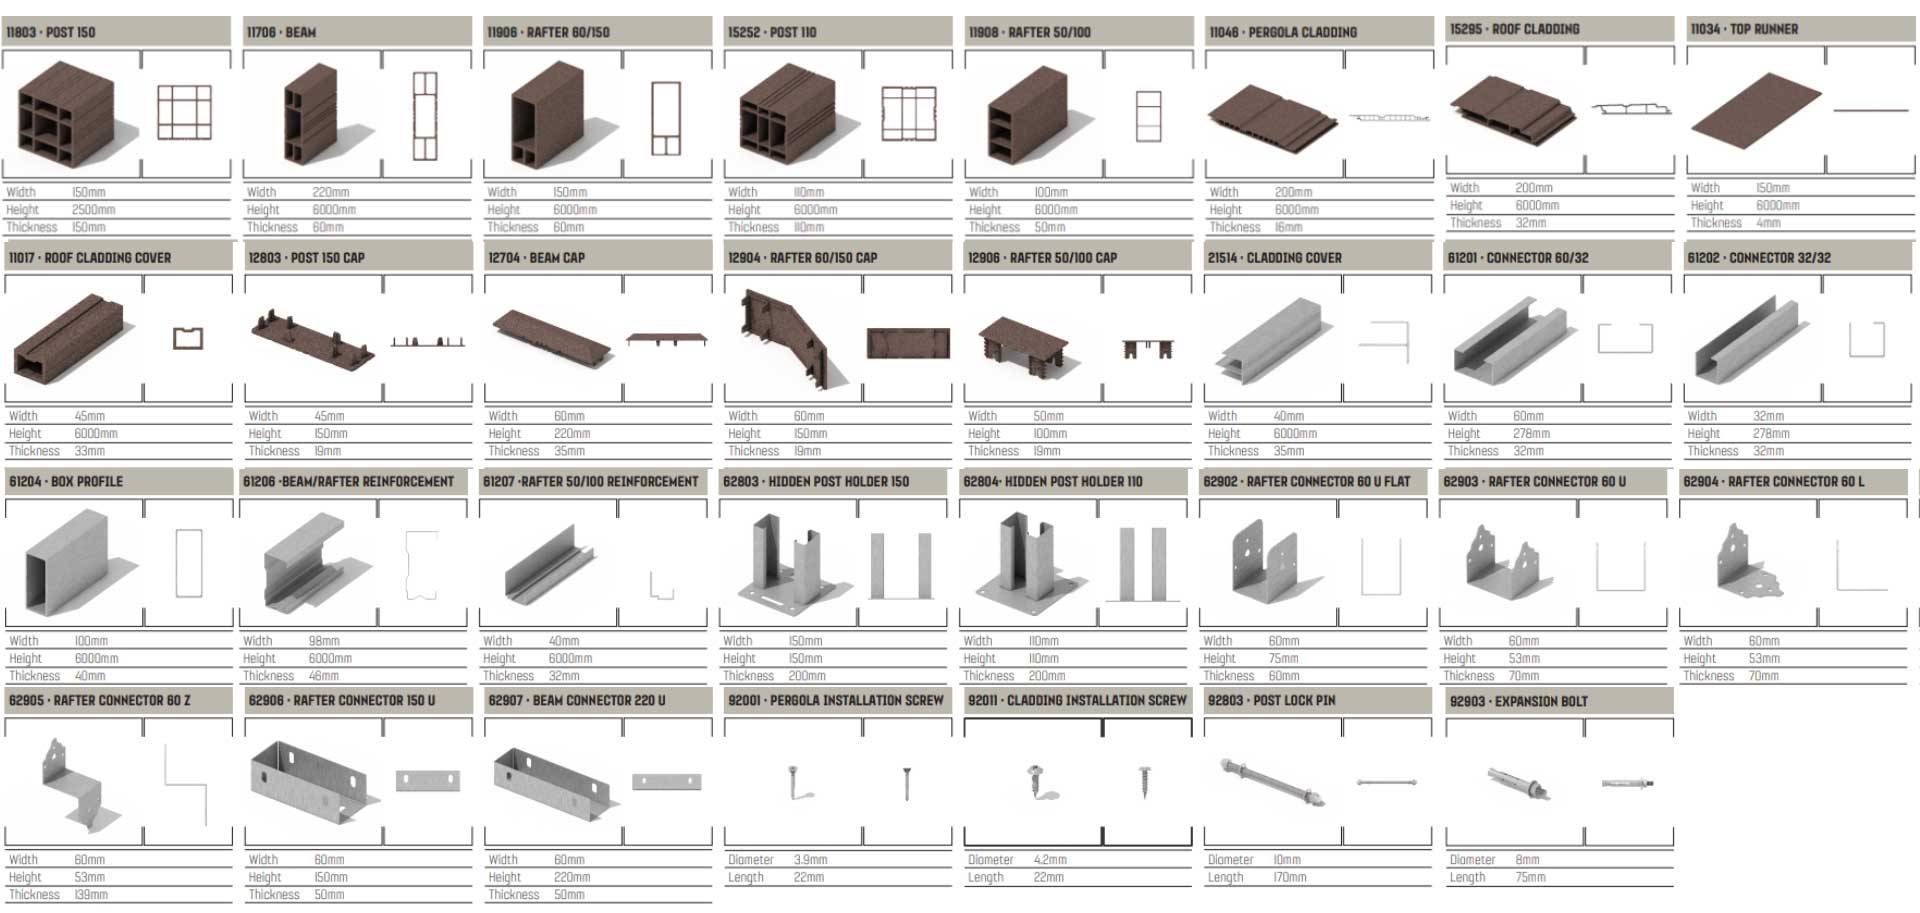 11803 · POST 150
Width 150mm
Height 2500mm
Thickness 150mm
11706 · BEAM
Width 220mm
Height 6000mm
Thickness 60mm
11906 · RAFTER 60/150
Width 150mm
Height 6000mm
Thickness 60mm
15252 · POST 110
Width 110mm
Height 6000mm
Thickness 110mm
11908 · RAFTER 50/100
Width 100mm
Height 6000mm
Thickness 50mm
11046 · PERGOLA CLADDING
Width 200mm
Height 6000mm
Thickness 16mm
15295 · ROOF CLADDING
Width 200mm
Height 6000mm
Thickness 32mm
11034 · TOP RUNNER
Width 150mm
Height 6000mm
Thickness 4mm
11017 · ROOF CLADDING COVER
Width 45mm
Height 6000mm
Thickness 33mm
12803 · POST 150 CAP
Width 45mm
Height 150mm
Thickness 19mm
12704 · BEAM CAP
Width 60mm
Height 220mm
Thickness 35mm
12904 · RAFTER 60/150 CAP
Width 60mm
Height 150mm
Thickness 19mm
12906 · RAFTER 50/100 CAP
Width 50mm
Height 100mm
Thickness 19mm
21514 · CLADDING COVER
Width 40mm
Height 6000mm
Thickness 35mm
61201 · CONNECTOR 60/32
Width 60mm
Height 278mm
Thickness 32mm
61202 · CONNECTOR 32/32
Width 32mm
Height 278mm
Thickness 32mm
61204 · BOX PROFILE
Width 100mm
Height 6000mm
Thickness 40mm
61206 ·BEAM/RAFTER REINFORCEMENT
Width 98mm
Height 6000mm
Thickness 46mm
61207 ·RAFTER 50/100 REINFORCEMENT
Width 40mm
Height 6000mm
Thickness 32mm
62803 · HIDDEN POST HOLDER 150
Width 150mm
Height 150mm
Thickness 200mm
62804· HIDDEN POST HOLDER 110
Width 110mm
Height 110mm
Thickness 200mm
62902 · RAFTER CONNECTOR 60 U FLAT
Width 60mm
Height 75mm
Thickness 60mm
62903 · RAFTER CONNECTOR 60 U
Width 60mm
Height 53mm
Thickness 70mm
62904 · RAFTER CONNECTOR 60 L
Width 60mm
Height 53mm
Thickness 70mm
62905 · RAFTER CONNECTOR 60 Z
Width 60mm
Height 53mm
Thickness 139mm
62906 · RAFTER CONNECTOR 150 U
Width 60mm
Height 150mm
Thickness 50mm
62907 · BEAM CONNECTOR 220 U
Width 60mm
Height 220mm
Thickness 50mm
92001 · PERGOLA INSTALLATION SCREW
Diameter 3.9mm
Length 22mm
92011 · CLADDING INSTALLATION SCREW
Diameter 4.2mm
Length 22mm
92803 · POST LOCK PIN
Diameter 10mm
Length 170mm
92903 · EXPANSION BOLT
Diameter 8mm
Length 75mm